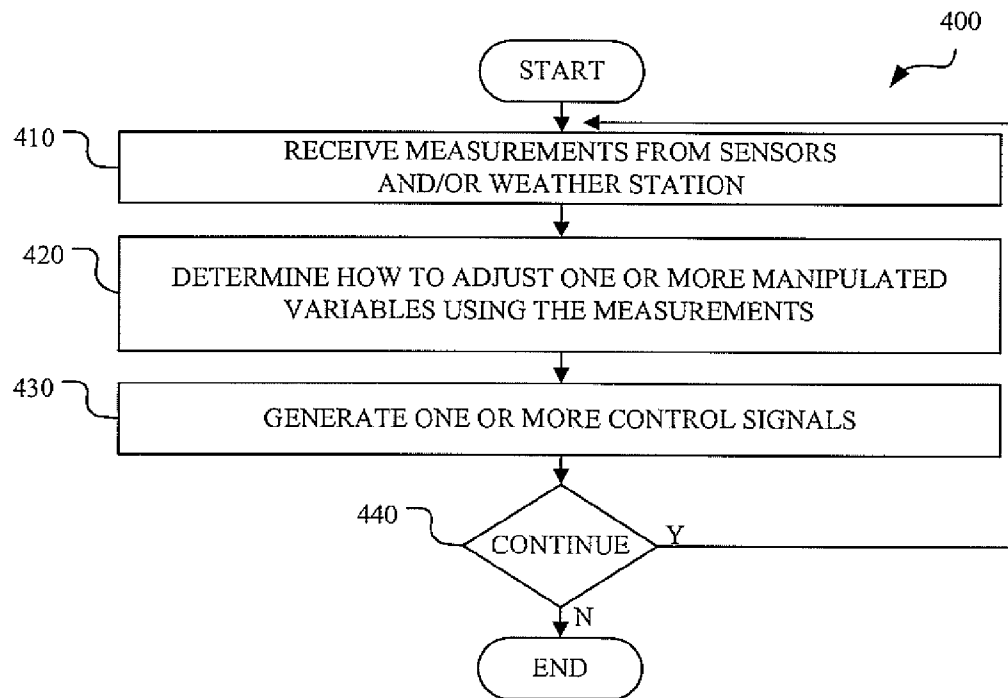 400
START
410
RECEIVE MEASUREMENTS FROM SENSORS
AND/OR WEATHER STATION
420
DETERMINE HOW TO ADJUST ONE OR MORE MANIPULATED
VARIABLES USING THE MEASUREMENTS
430
GENERATE ONE OR MORE CONTROL SIGNALS
440
CONTINUE
Y
N
END